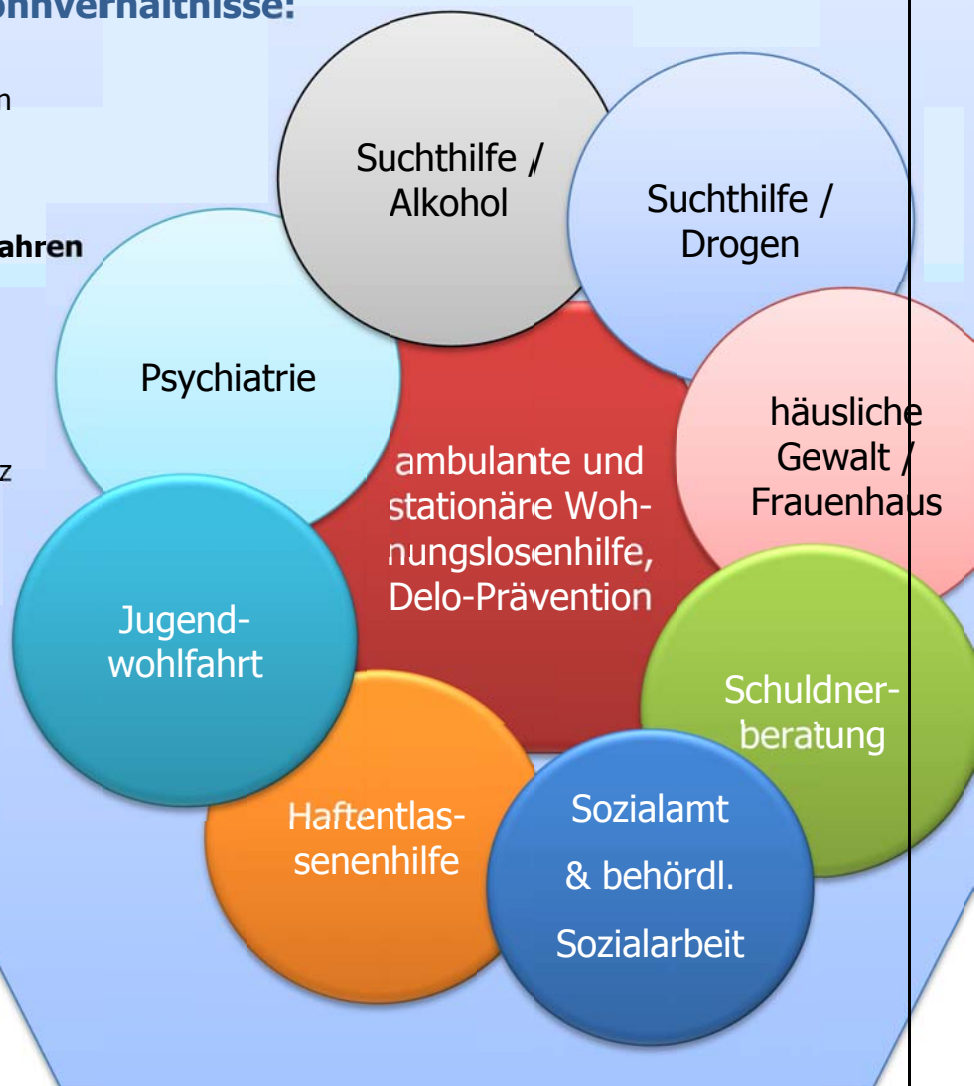 Suchthilfe /
Alkohol
Suchthilfe /
Drogen
Psychiatrie
häusliche
Gewalt /
Frauenhaus
ambulante und
stationäre Woh-
nungslosenhilfe,
Delo-Prävention
Jugend-
wohlfahrt
Schuldner-
beratung
Haftentlas-
senenhilfe
Sozialamt
& behördl.
Sozialarbeit